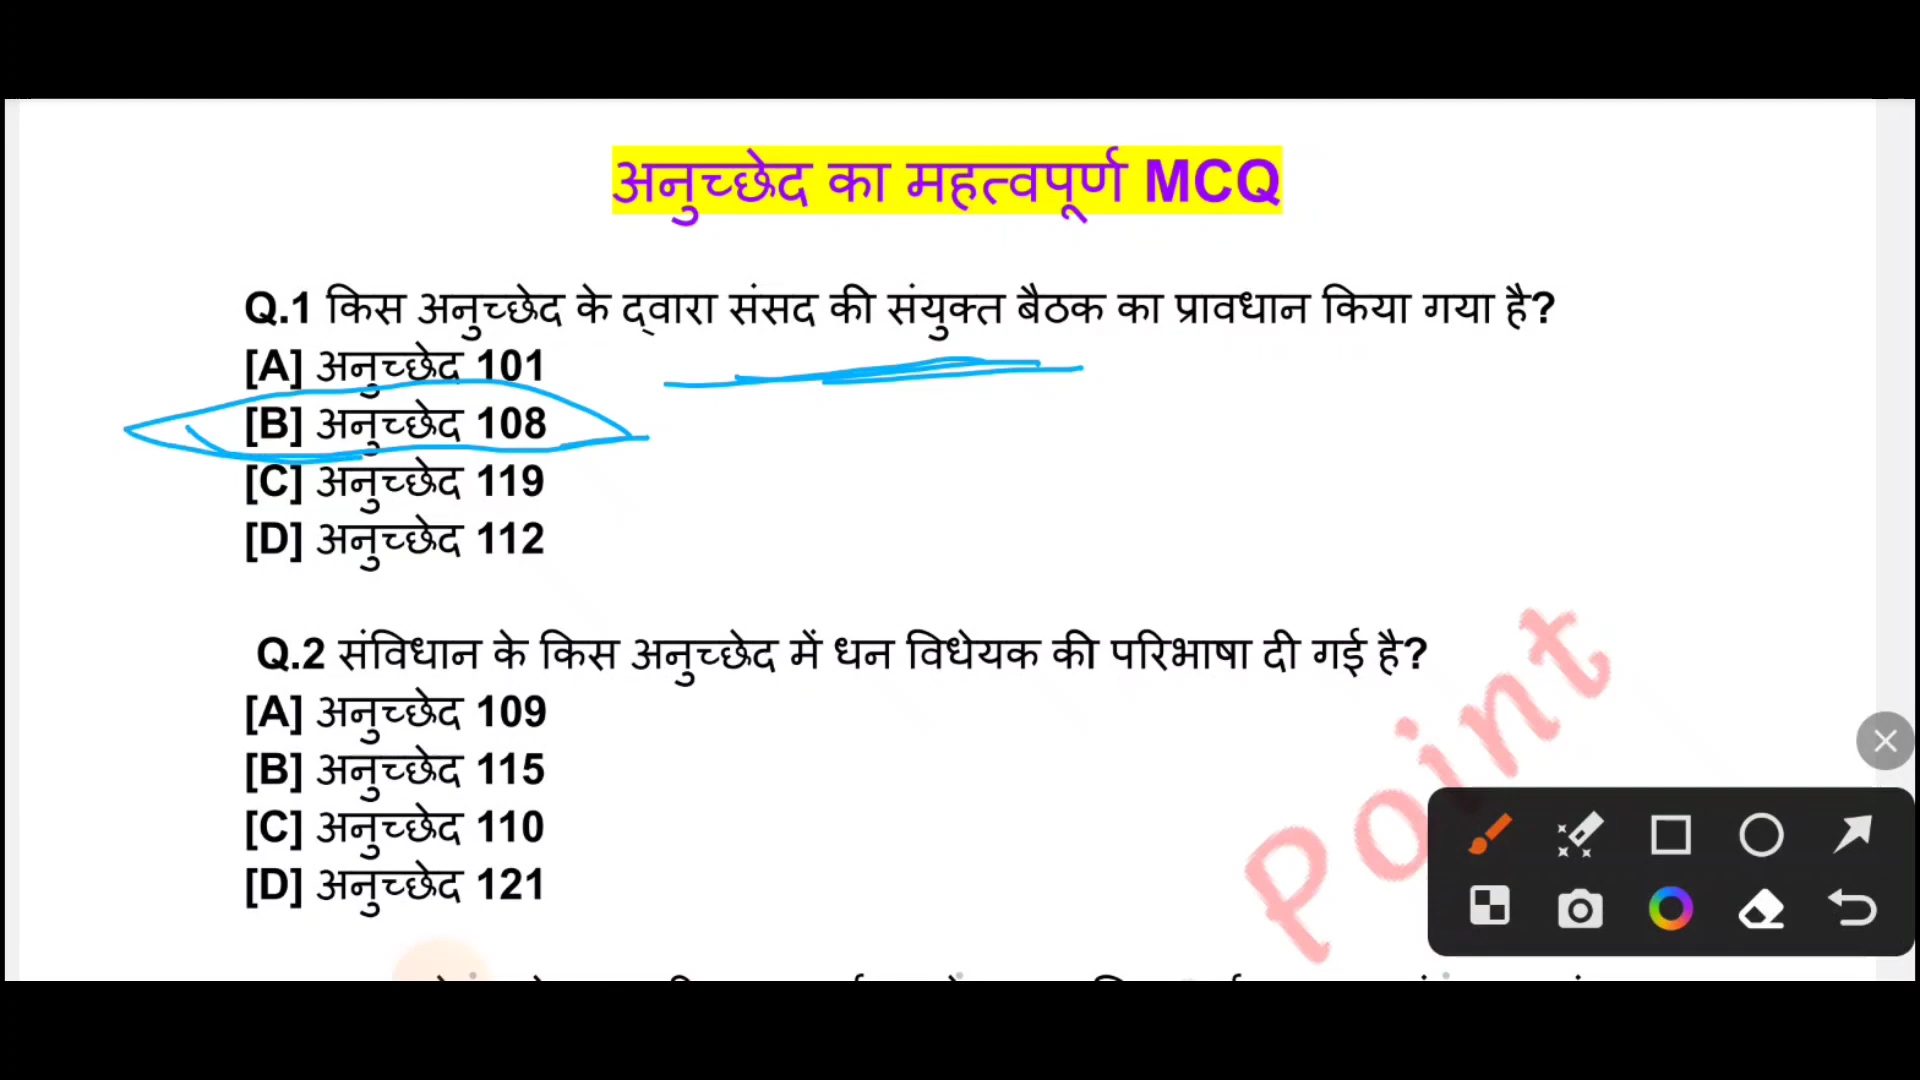 अनुच्छेद का महत्वपूर्ण MCQ
Q.1 किस अनुच्छेद के द्वारा संसद की संयुक्त बैठक का प्रावधान किया गया है?
[A] अनुच्छेद 101
[B] अनुच्छेद 108
[C] अनुच्छेद 119
[D] अनुच्छेद 112
Q.2 संविधान के किस अनुच्छेद में धन विधेयक की परिभाषा दी गई है?
[A] अनुच्छेद 109
[B] अनुच्छेद 115
[C] अनुच्छेद 110
[D] अनुच्छेद 121
Point